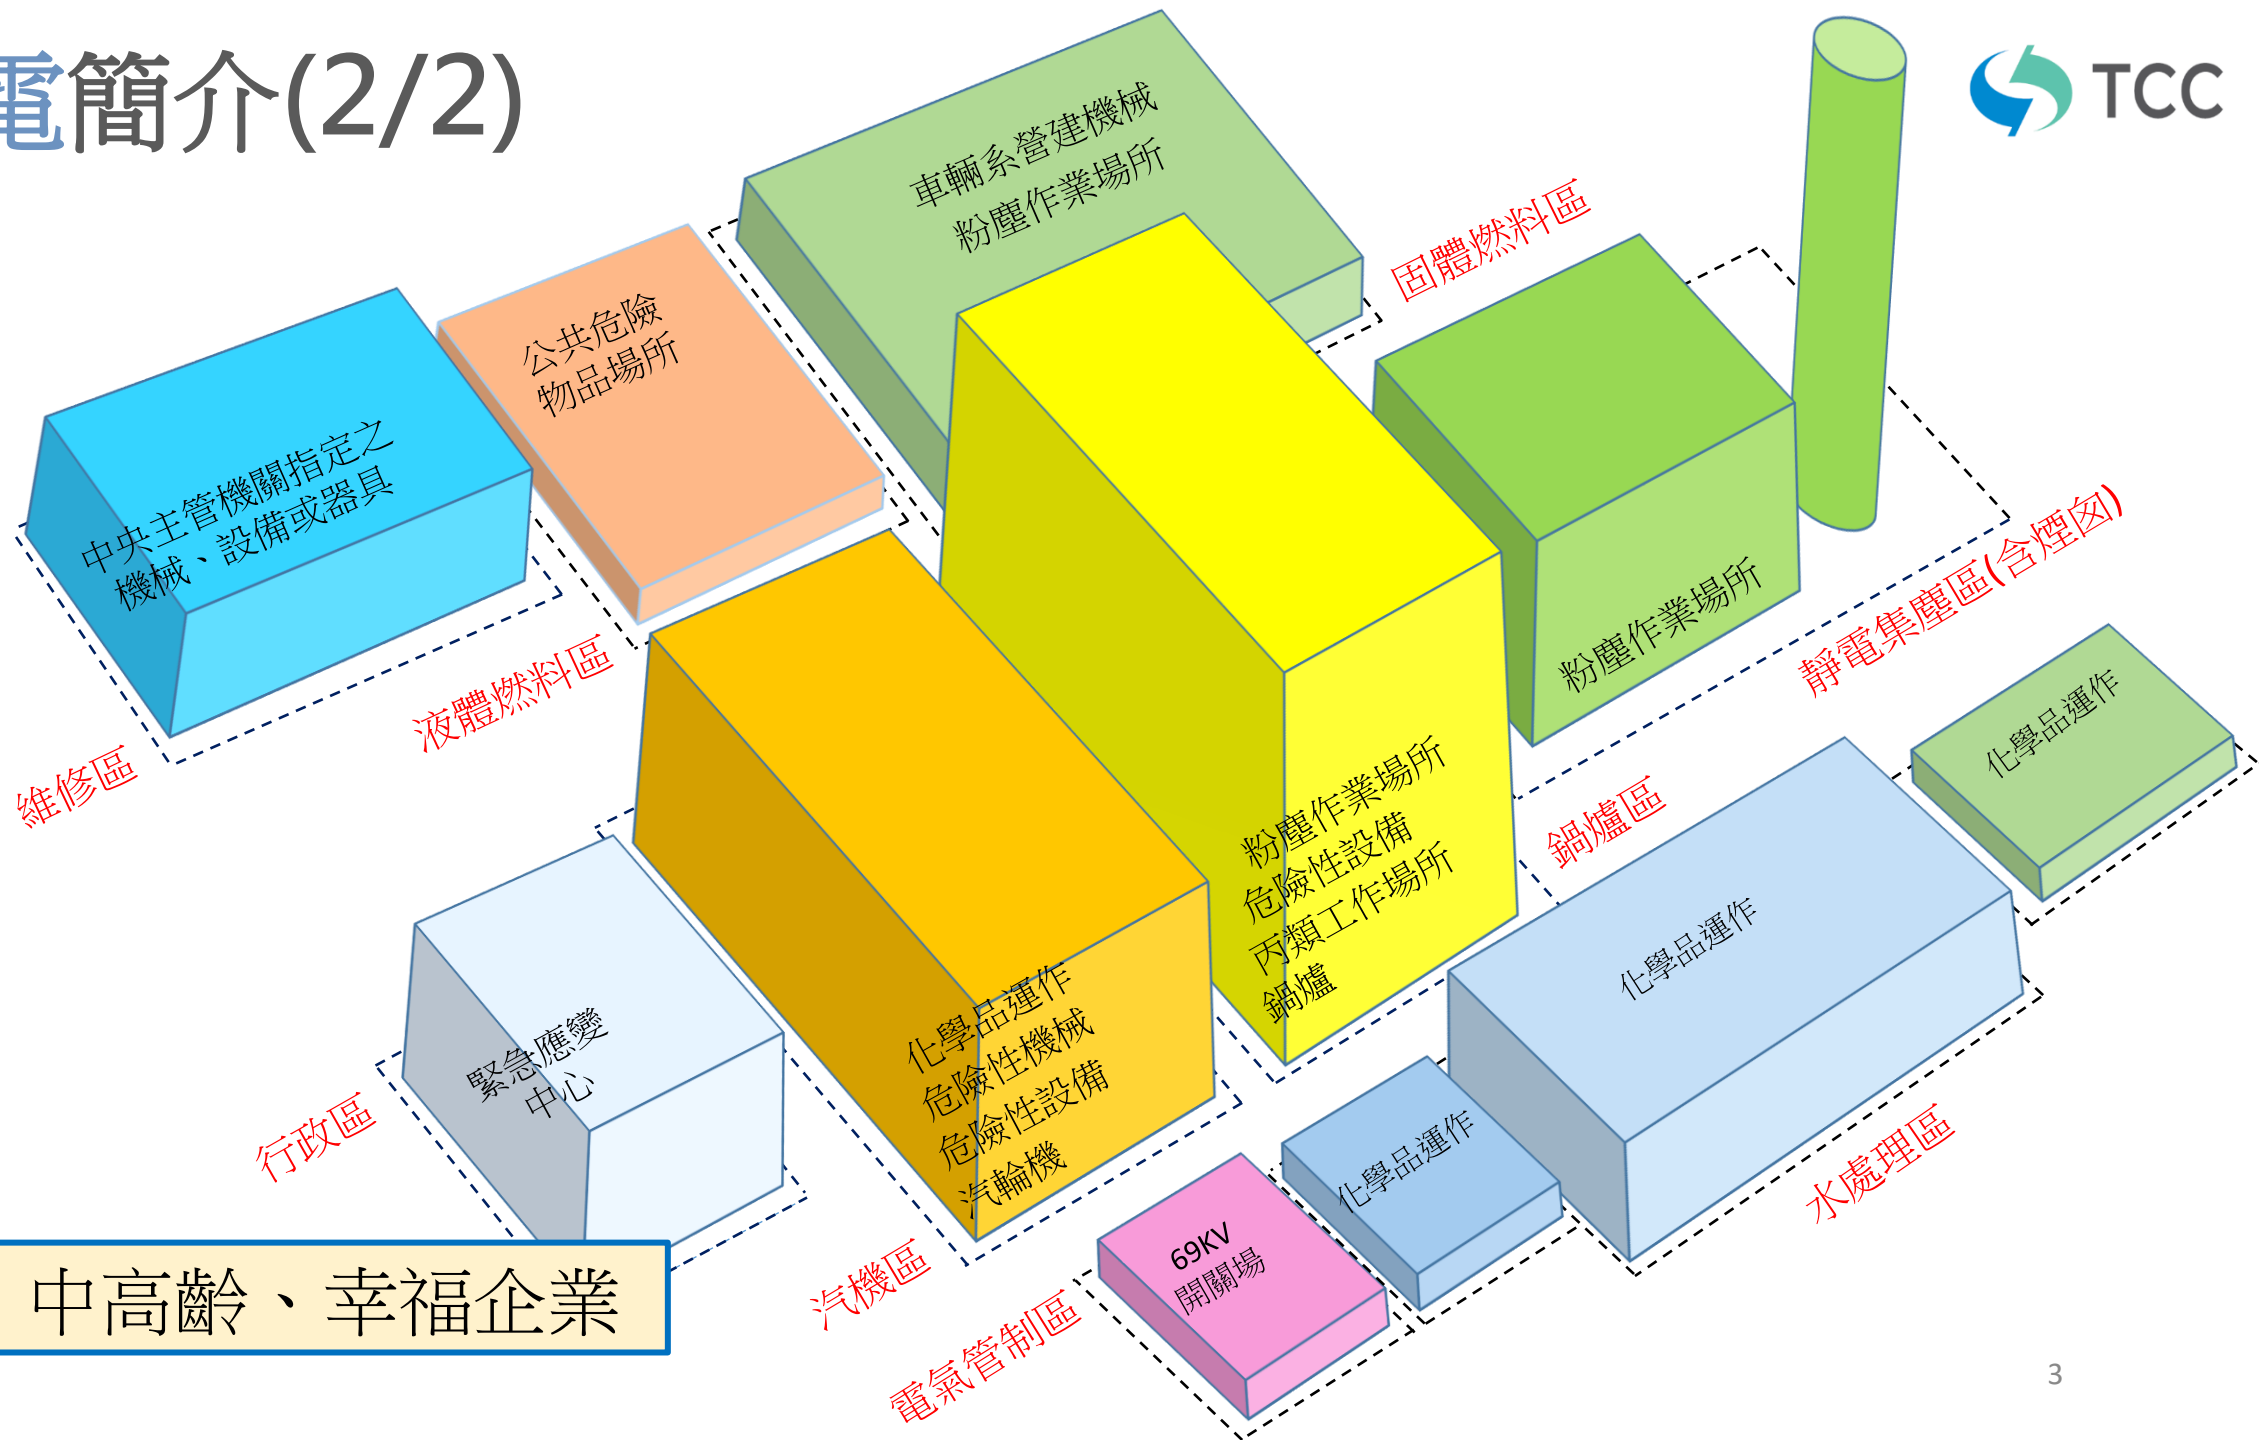 電簡介(2/2)
TCC
車輛系營建機械
粉塵作業場所
固體燃料區
公共危險
物品場所
中央主管機關指定之
機械、設備或器具
維修區
液體燃料區
粉塵作業場所
靜電集塵區(含煙囪)
粉塵作業場所
危險性設備
丙類工作場所
鍋爐
鍋爐區
化學品運作
化學品運作
化學品運作
水處理區
化學品運作
危險性機械
危險性設備
汽輪機
汽機區
緊急應變
中心
行政區
69KV
開關場
電氣管制區
中高齡、幸福企業
3